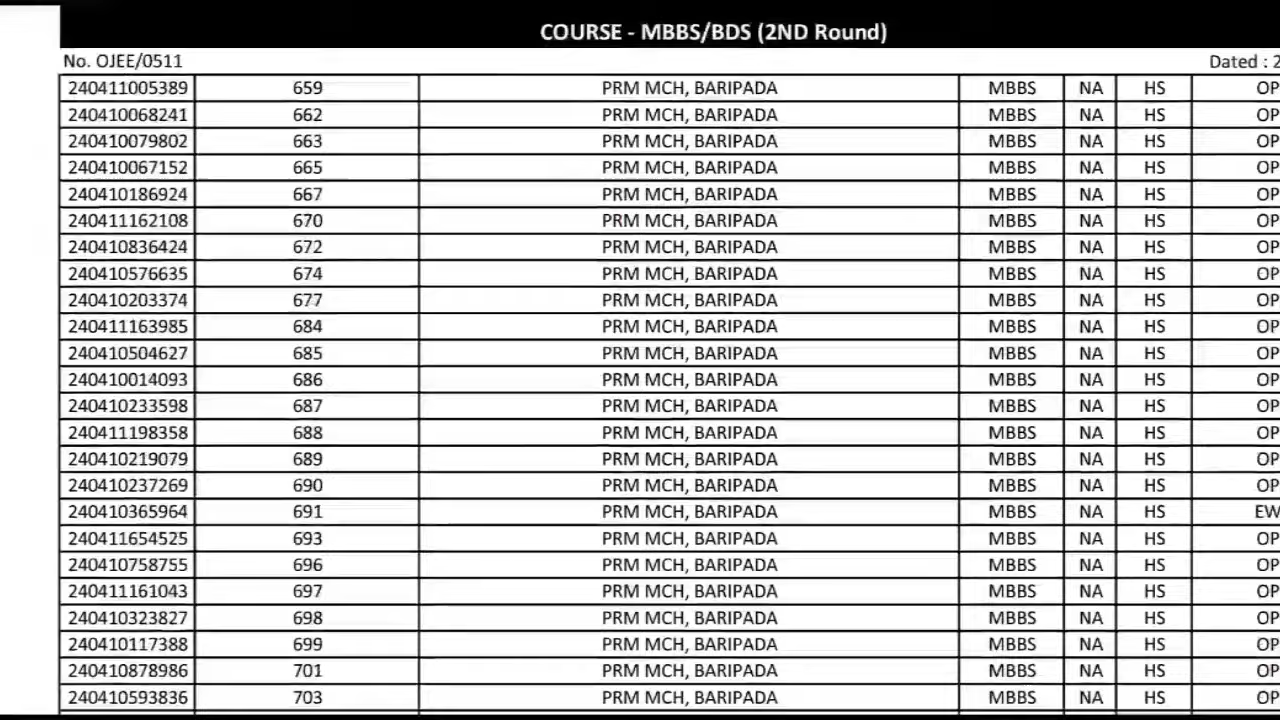 COURSE - MBBS/BDS (2ND Round)
No. OJEE/0511 Dated : 2
240411005389 659 PRM MCH, BARIPADA MBBS NA HS OP
240410068241 662 PRM MCH, BARIPADA MBBS NA HS OP
240410079802 663 PRM MCH, BARIPADA MBBS NA HS OP
240410067152 665 PRM MCH, BARIPADA MBBS NA HS OP
240410186924 667 PRM MCH, BARIPADA MBBS NA HS OP
240411162108 670 PRM MCH, BARIPADA MBBS NA HS OP
240410836424 672 PRM MCH, BARIPADA MBBS NA HS OP
240410576635 674 PRM MCH, BARIPADA MBBS NA HS OP
240410203374 677 PRM MCH, BARIPADA MBBS NA HS OP
240411163985 684 PRM MCH, BARIPADA MBBS NA HS OP
240410504627 685 PRM MCH, BARIPADA MBBS NA HS OP
240410014093 686 PRM MCH, BARIPADA MBBS NA HS OP
240410233598 687 PRM MCH, BARIPADA MBBS NA HS OP
240411198358 688 PRM MCH, BARIPADA MBBS NA HS OP
240410219079 689 PRM MCH, BARIPADA MBBS NA HS OP
240410237269 690 PRM MCH, BARIPADA MBBS NA HS OP
240410365964 691 PRM MCH, BARIPADA MBBS NA HS EW
240411654525 693 PRM MCH, BARIPADA MBBS NA HS OP
240410758755 696 PRM MCH, BARIPADA MBBS NA HS OP
240411161043 697 PRM MCH, BARIPADA MBBS NA HS OP
240410323827 698 PRM MCH, BARIPADA MBBS NA HS OP
240410117388 699 PRM MCH, BARIPADA MBBS NA HS OP
240410878986 701 PRM MCH, BARIPADA MBBS NA HS OP
240410593836 703 PRM MCH, BARIPADA MBBS NA HS OP